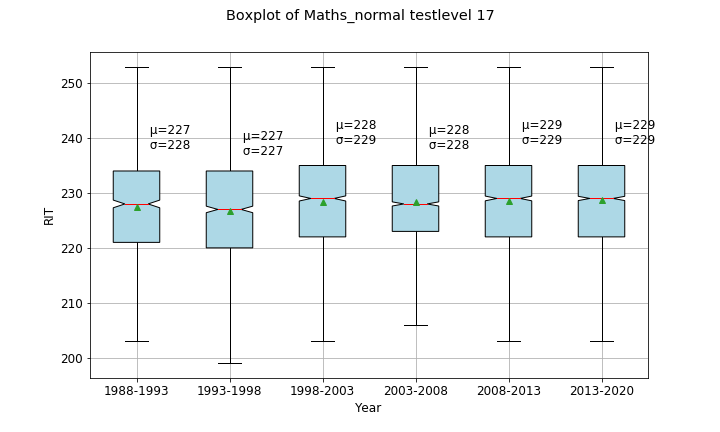 Boxplot of Maths_normal testlevel 17
RIT
250
240
230
220
210
200
μ=227
σ=228
μ=227
σ=227
μ=228
σ=229
μ=228
σ=228
μ=229
σ=229
μ=229
σ=229
1988-1993 1993-1998 1998-2003 2003-2008 2008-2013 2013-2020
Year